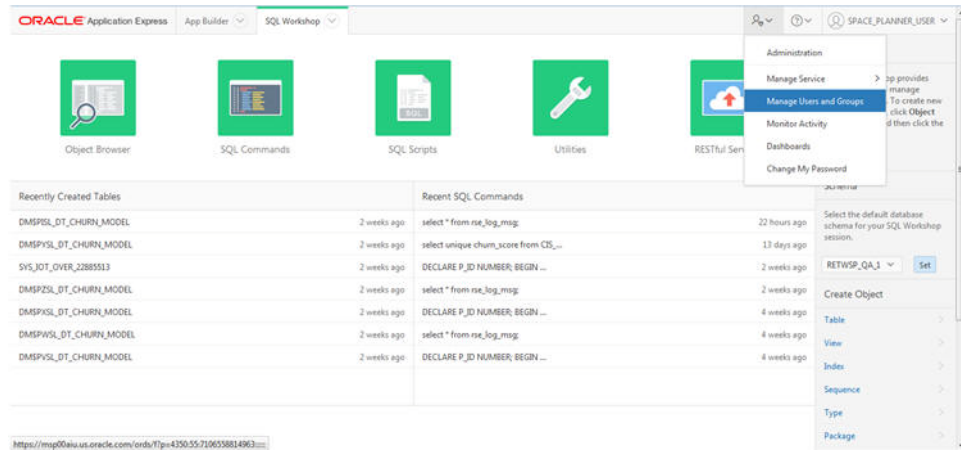 ORACLE Application Express App Builder SQL Workshop SPACE_PLANNER_USER
Administration
Manage Service
Manage Users and Groups
Monitor Activity
Dashboards
Change My Password
op provides
manage
To create new
, click Object
d then click the
Object Browser
SQL Commands
SQL
SQL Scripts
Utilities
RESTful Ser
Recently Created Tables
DMSPISL_DT_CHURN_MODEL 2 weeks ago
DMSPYSL_DT_CHURN_MODEL 2 weeks ago
SYS_IOT_OVER_22885513 2 weeks ago
DMSPZSL_DT_CHURN_MODEL 2 weeks ago
DMSPXSL_DT_CHURN_MODEL 2 weeks ago
DMSPWSL_DT_CHURN_MODEL 2 weeks ago
DMSPVSL_DT_CHURN_MODEL 2 weeks ago
Recent SQL Commands
select * from rse_log_msg; 22 hours ago
select unique churn_score from CIS_... 13 days ago
DECLARE P_ID NUMBER; BEGIN ... 2 weeks ago
select * from rse_log_msg; 2 weeks ago
DECLARE P_ID NUMBER; BEGIN ... 4 weeks ago
select * from rse_log_msg; 4 weeks ago
DECLARE P_ID NUMBER; BEGIN ... 4 weeks ago
Schema
Select the default database
schema for your SQL Workshop
session.
RETWSP_QA_1 Set
Create Object
Table
View
Index
Sequence
Type
Package
https://msp00aiu.us.oracle.com/ords/f?p=4350:55:7106558814963:::::